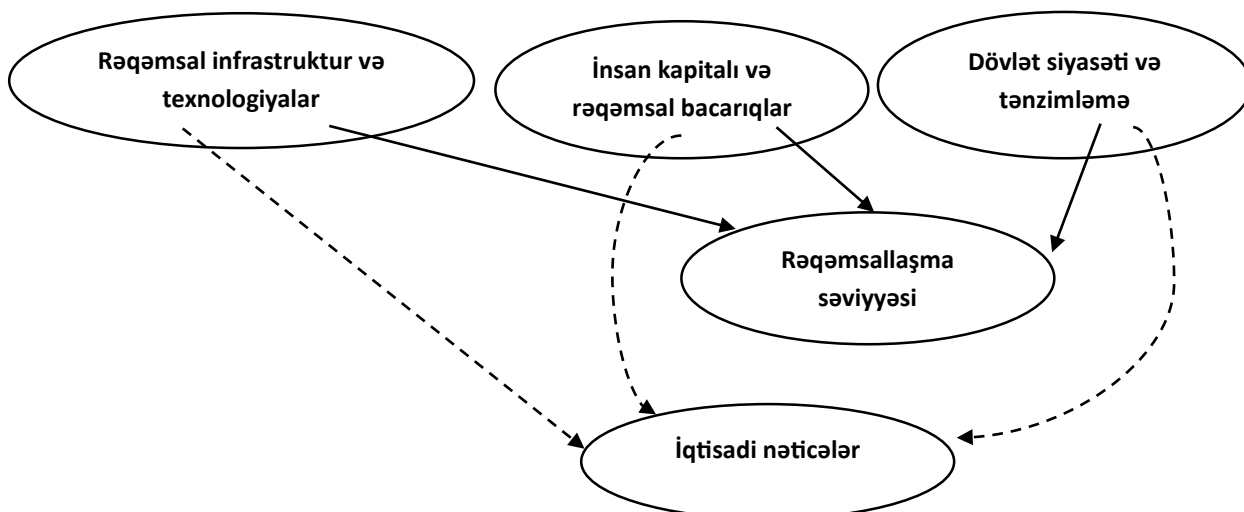 Rəqəmsal infrastruktur və
texnologiyalar
İnsan kapitalı və
rəqəmsal bacarıqlar
Dövlət siyasəti və
tənzimləmə
Rəqəmsallaşma
səviyyəsi
İqtisadi nəticələr